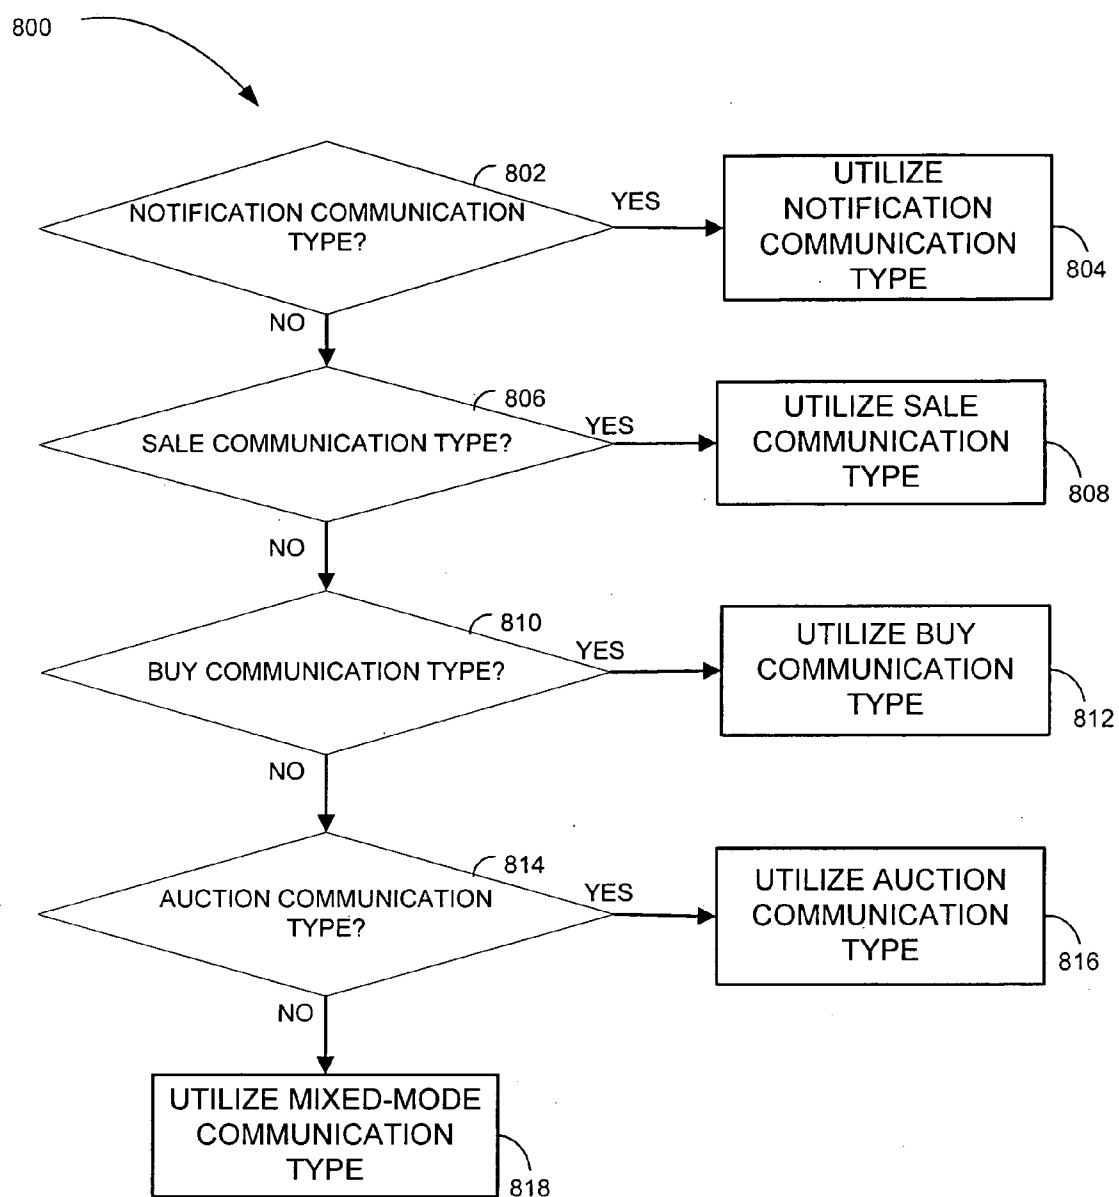 800
802
NOTIFICATION COMMUNICATION
TYPE?
YES
UTILIZE
NOTIFICATION
COMMUNICATION
TYPE
804
NO
806
SALE COMMUNICATION TYPE?
YES
UTILIZE SALE
COMMUNICATION
TYPE
808
NO
810
BUY COMMUNICATION TYPE?
YES
UTILIZE BUY
COMMUNICATION
TYPE
812
NO
814
AUCTION COMMUNICATION
TYPE?
YES
UTILIZE AUCTION
COMMUNICATION
TYPE
816
NO
UTILIZE MIXED-MODE
COMMUNICATION
TYPE
818